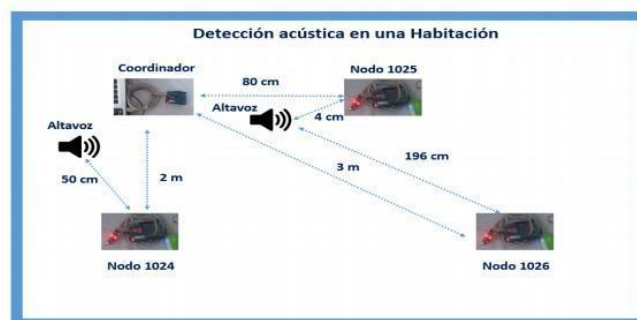 Detección acústica en una Habitación
Coordinador
Nodo 1025
80 cm
Altavoz
4 cm
Altavoz
196 cm
50 cm
2 m
3 m
Nodo 1024
Nodo 1026